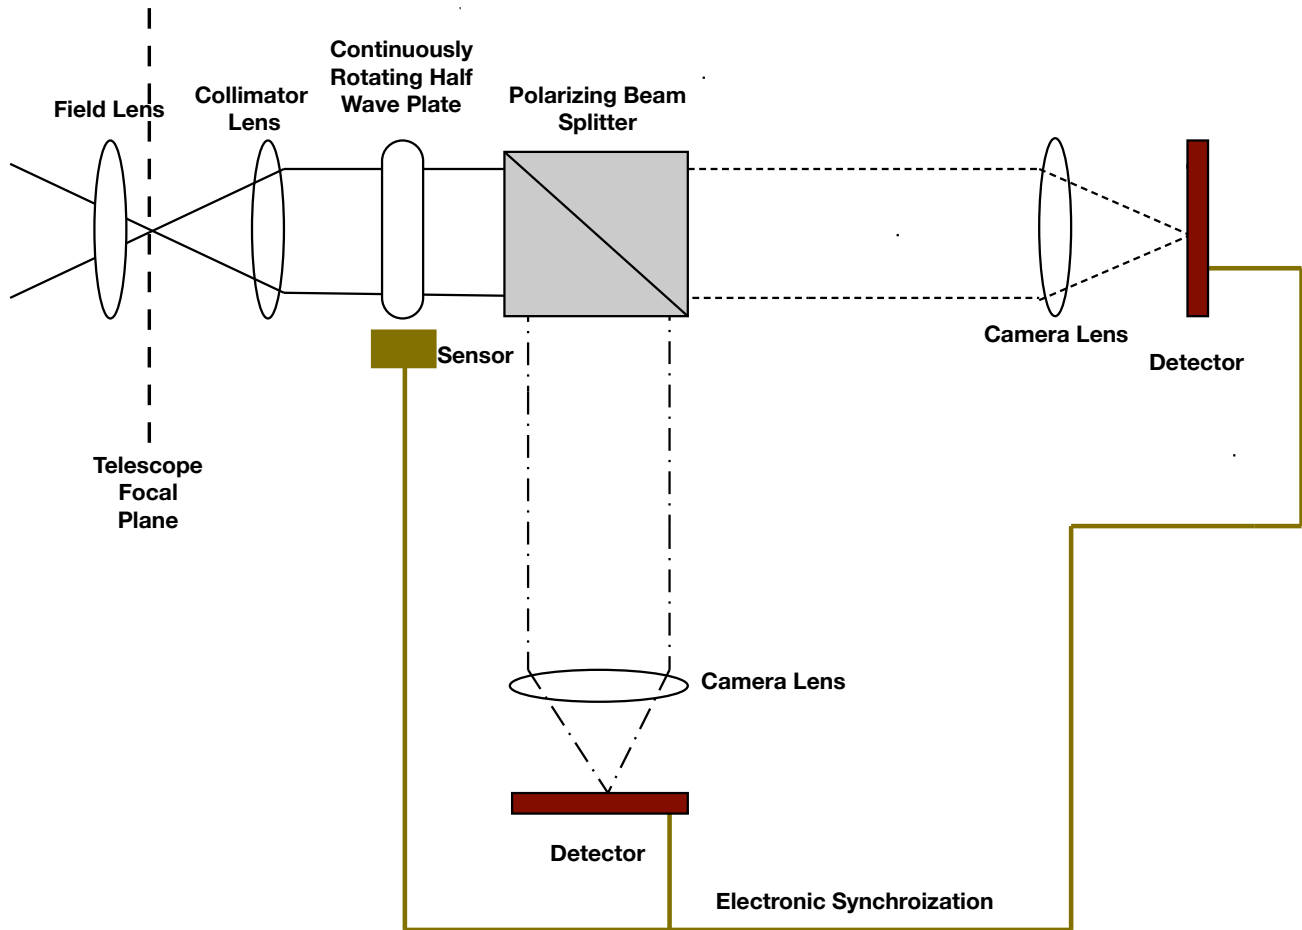 Continuously
Rotating Half
Wave Plate
Field Lens
Collimator
Lens
Polarizing Beam
Splitter
Sensor
Camera Lens
Detector
Telescope
Focal
Plane
Camera Lens
Detector
Electronic Synchroization